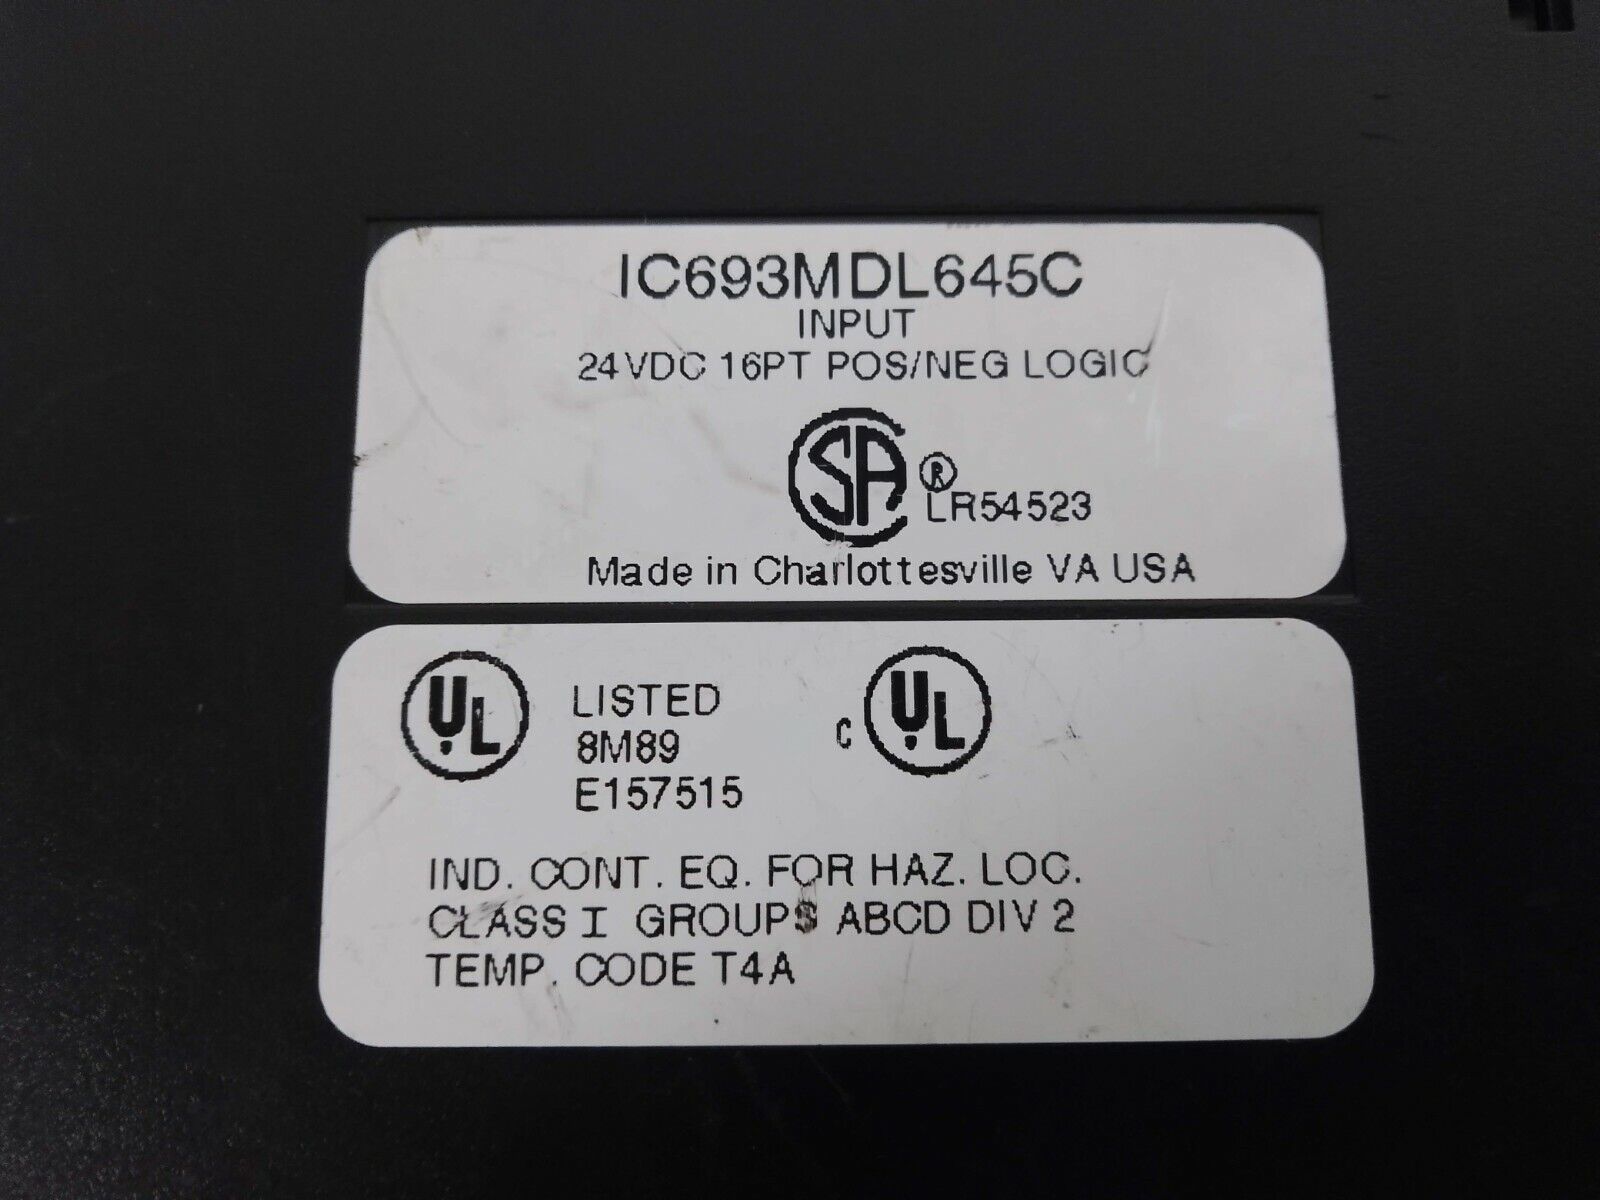 IC693MDL645C
INPUT
24VDC 16PT POS/NEG LOGIC
SA ®
LR54523
Made in Charlottesville VA USA
UL LISTED C UL
8M89
E157515
IND. CONT. EQ. FOR HAZ. LOC.
CLASS I GROUPS ABCD DIV 2
TEMP. CODE T4A